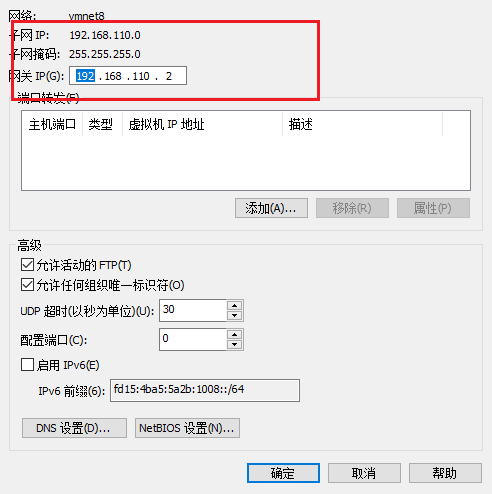 网络: vmnet8
子网 IP: 192.168.110.0
子网掩码: 255.255.255.0
网关 IP(G): 192 . 168 . 110 . 2
端口转发(F)
主机端口 类型 虚拟机 IP 地址 描述
添加(A)... 移除(R) 属性(P)
高级
允许活动的 FTP(T)
允许任何组织唯一标识符(O)
UDP 超时(以秒为单位)(U): 30
配置端口(C): 0
启用 IPv6(E)
IPv6 前缀(6): fd15:4ba5:5a2b:1008::/64
DNS 设置(D)... NetBIOS 设置(N)...
确定 取消 帮助